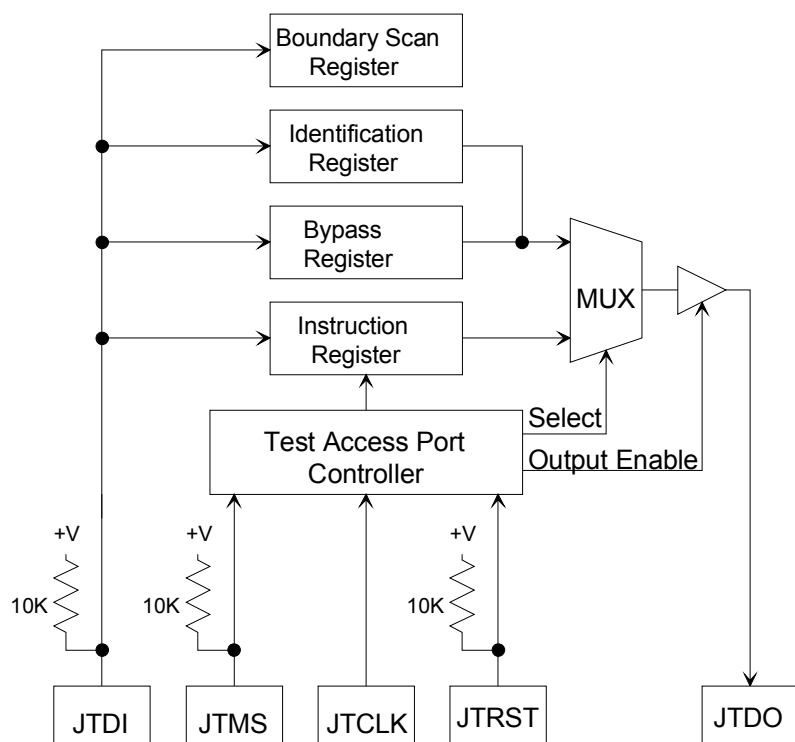 Boundary Scan
Register
Identification
Register
Bypass
Register
Instruction
Register
MUX
Select
Test Access Port
Controller
Output Enable
+V
+V
+V
10K
10K
10K
JTDI
JTMS
JTCLK
JTRST
JTDO